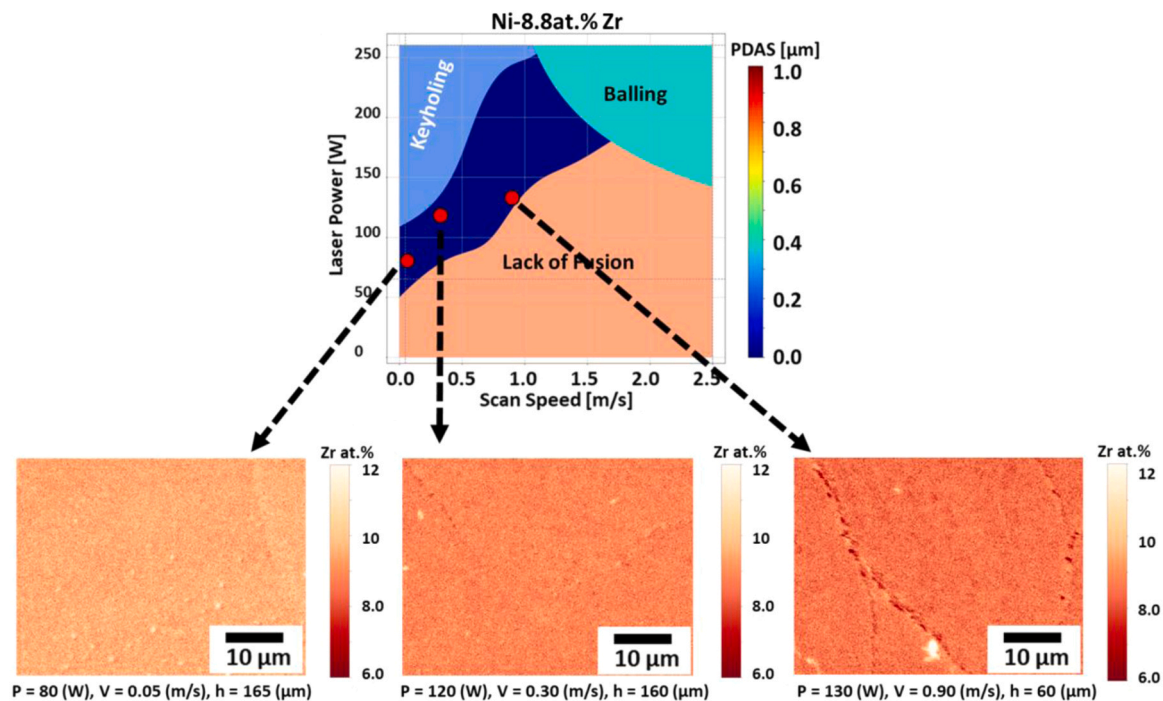 Ni-8.8at.% Zr
PDAS [µm]
250
200
150
100
50
0
Laser Power [W]
Keyholing
Balling
Lack of Fusion
1.0
0.8
0.6
0.4
0.2
0.0
0.0 0.5 1.0 1.5 2.0 2.5
Scan Speed [m/s]
Zr at.%
12
10
8.0
6.0
10 µm
P = 80 (W), V = 0.05 (m/s), h = 165 (µm)
Zr at.%
12
10
8.0
6.0
10 µm
P = 120 (W), V = 0.30 (m/s), h = 160 (µm)
Zr at.%
12
10
8.0
6.0
10 µm
P = 130 (W), V = 0.90 (m/s), h = 60 (µm)